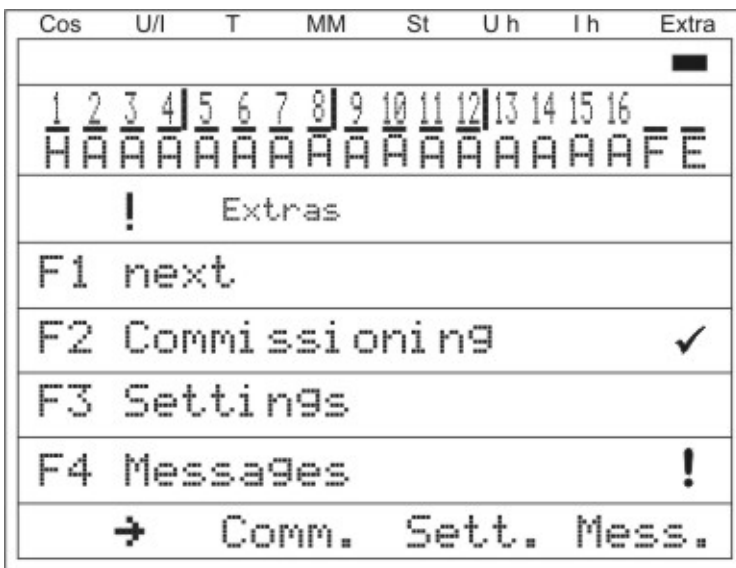 Cos U/I T MM St U h I h Extra
1 2 3 4 5 6 7 8 9 10 11 12 13 14 15 16
H A A A A A A A A A A A A A A A F E
! Extras
F1 next
F2 Commissioning ✓
F3 Settings
F4 Messages !
→ Comm. Sett. Mess.